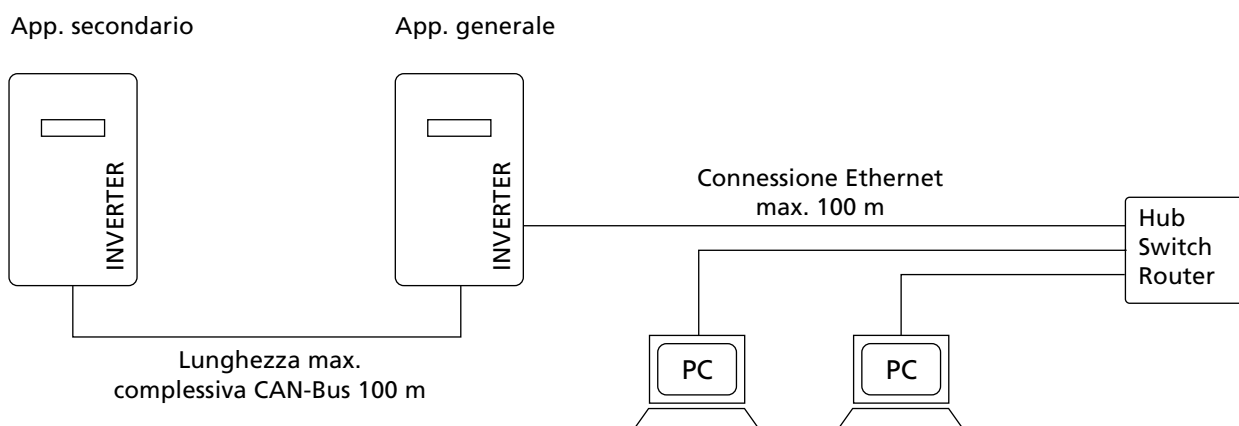 App. secondario
App. generale
INVERTER
INVERTER
Connessione Ethernet
max. 100 m
Hub
Switch
Router
Lunghezza max.
complessiva CAN-Bus 100 m
PC
PC